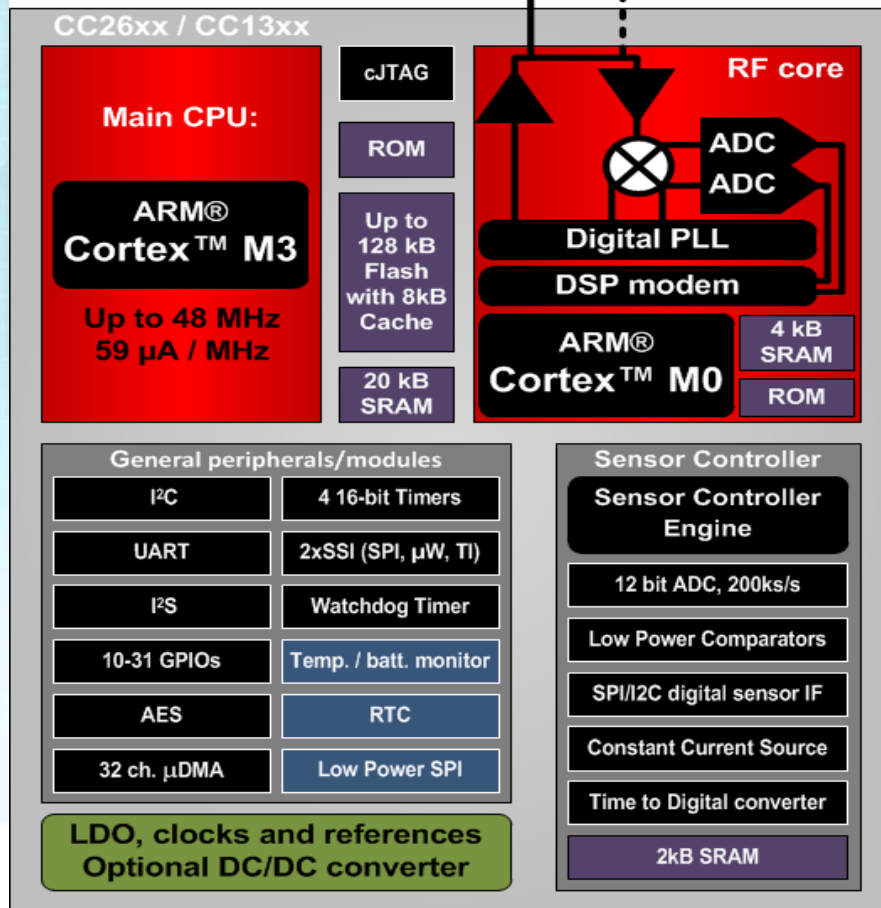 CC26xx / CC13xx
Main CPU:
ARM®
Cortex™ M3
Up to 48 MHz
59 µA / MHz
cJTAG
ROM
Up to
128 kB
Flash
with 8kB
Cache
20 kB
SRAM
RF core
ADC
ADC
Digital PLL
DSP modem
ARM®
Cortex™ M0
4 kB
SRAM
ROM
General peripherals/modules
I²C
4 16-bit Timers
UART
2xSSI (SPI, µW, TI)
I²S
Watchdog Timer
10-31 GPIOs
Temp. / batt. monitor
AES
RTC
32 ch. µDMA
Low Power SPI
LDO, clocks and references
Optional DC/DC converter
Sensor Controller
Sensor Controller
Engine
12 bit ADC, 200ks/s
Low Power Comparators
SPI/I2C digital sensor IF
Constant Current Source
Time to Digital converter
2kB SRAM